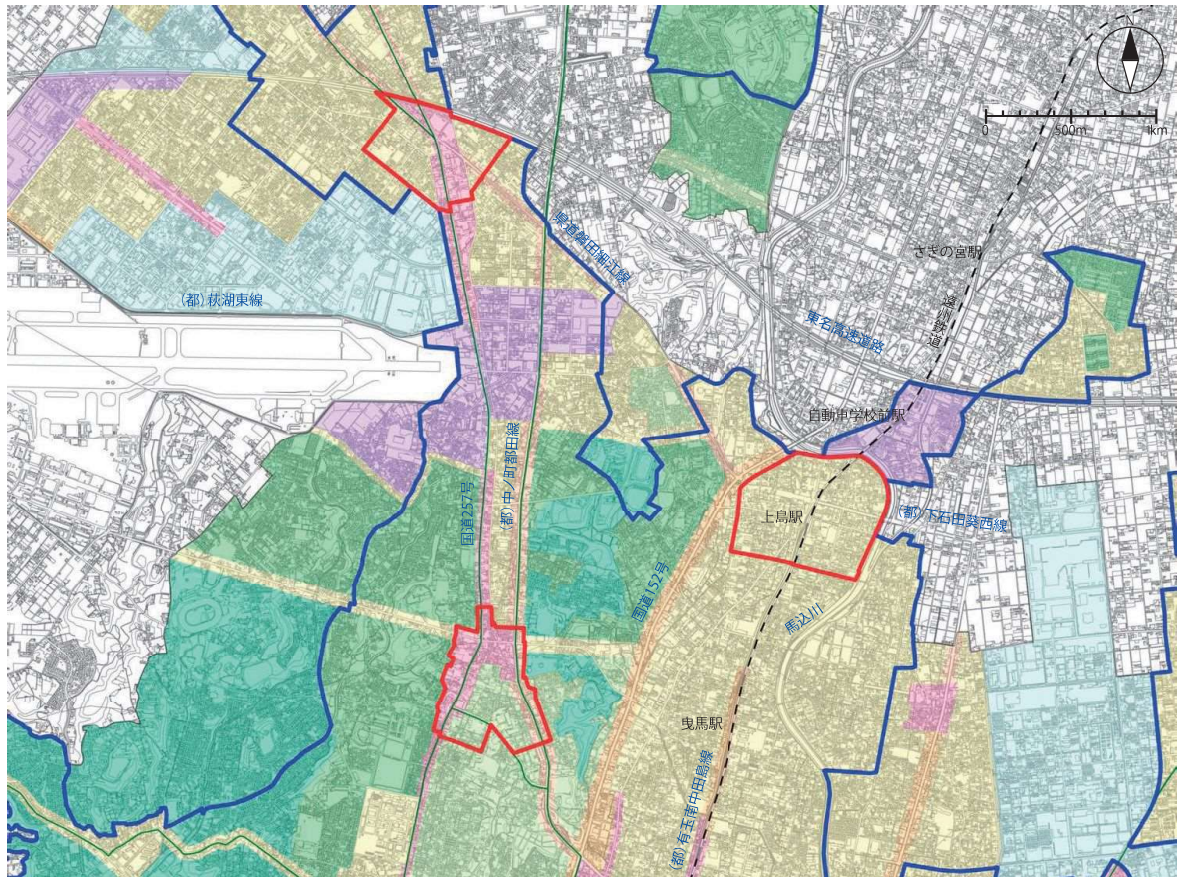 N
0
500m
1km
県道磐田細江線
さぎの宮駅
遠州鉄道
(都)萩湖東線
東名高速道路
自動車学校前駅
(都)中ノ町都田線
国道257号
上島駅
(都)下石田葵西線
国道152号
馬込川
曳馬駅
(都)有玉南中田島線